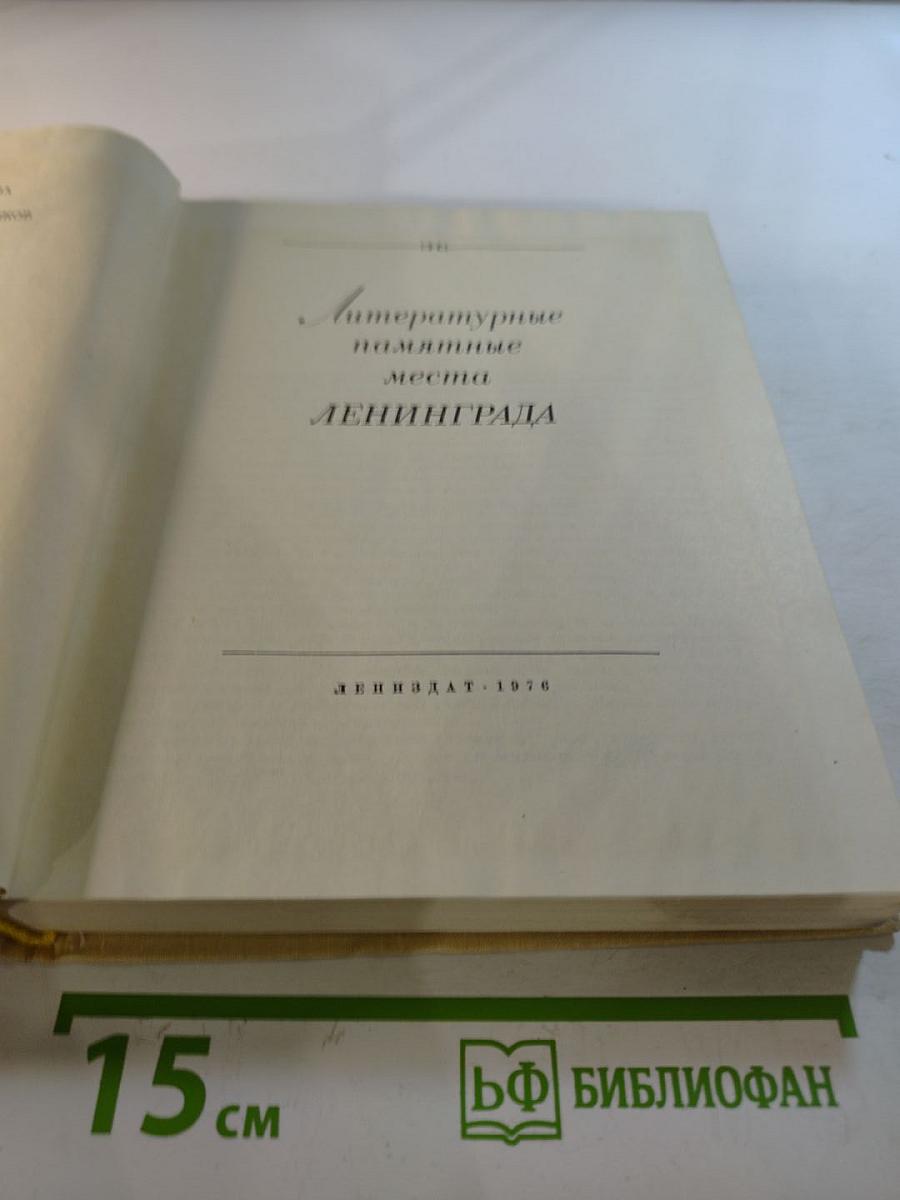 Литературные
памятные
места
ЛЕНИНГРАДА
ЛЕНИЗДАТ · 1976
15 см
БФ БИБЛИОФАН